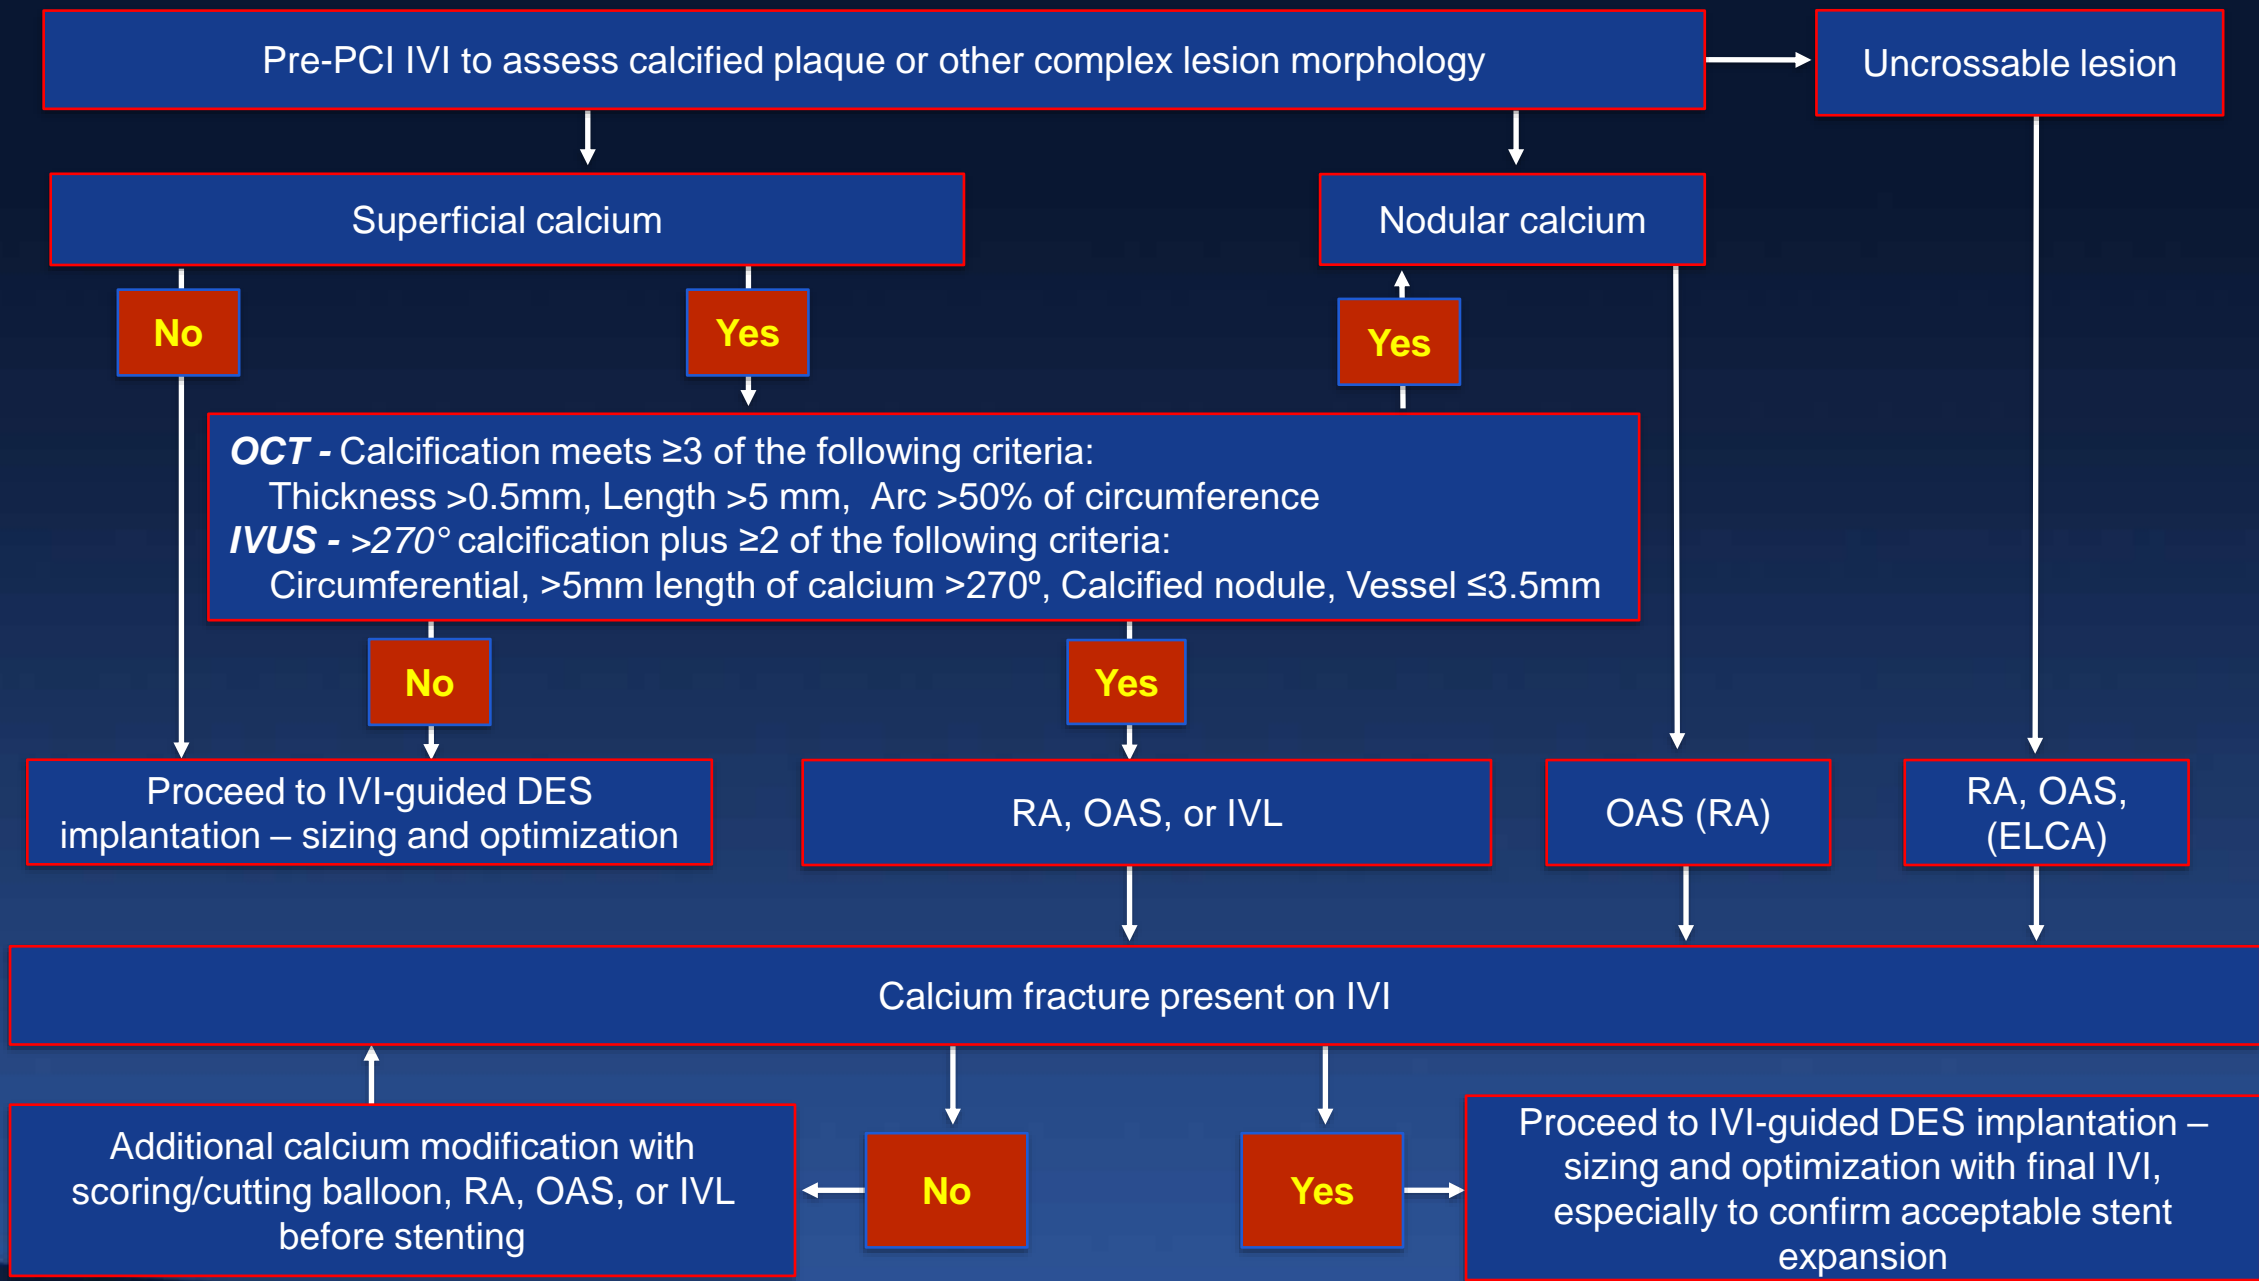 Pre-PCI IVI to assess calcified plaque or other complex lesion morphology
Uncrossable lesion
Superficial calcium
Nodular calcium
No
Yes
Yes
OCT - Calcification meets ≥3 of the following criteria:
Thickness >0.5mm, Length >5 mm, Arc >50% of circumference
IVUS - >270° calcification plus ≥2 of the following criteria:
Circumferential, >5mm length of calcium >270º, Calcified nodule, Vessel ≤3.5mm
No
Yes
Proceed to IVI-guided DES
implantation – sizing and optimization
RA, OAS, or IVL
OAS (RA)
RA, OAS,
(ELCA)
Calcium fracture present on IVI
Additional calcium modification with
scoring/cutting balloon, RA, OAS, or IVL
before stenting
No
Yes
Proceed to IVI-guided DES implantation –
sizing and optimization with final IVI,
especially to confirm acceptable stent
expansion